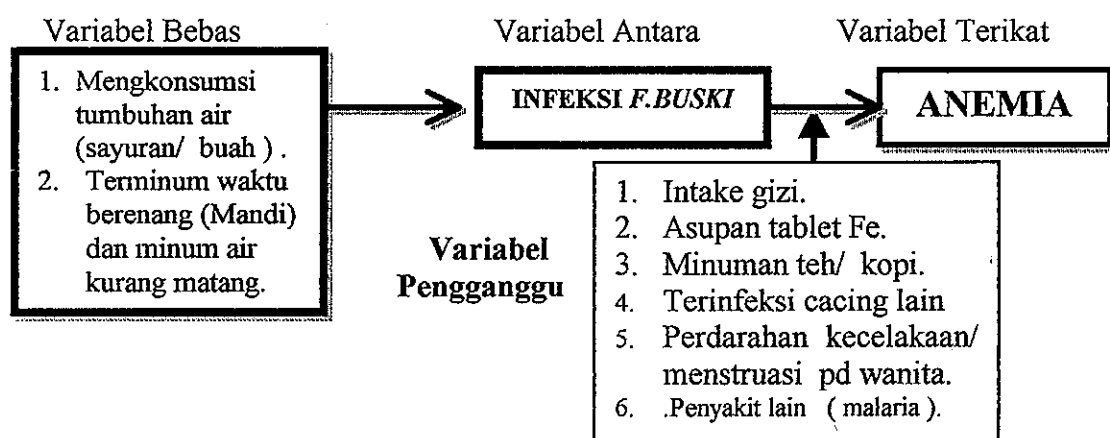 Variabel Bebas
1. Mengkonsumsi
tumbuhan air
(sayuran/ buah ) .
2. Terminum waktu
berenang (Mandi)
dan minum air
kurang matang.
Variabel Antara
INFEKSI F.BUSKI
Variabel Terikat
ANEMIA
Variabel
Pengganggu
1. Intake gizi.
2. Asupan tablet Fe.
3. Minuman teh/ kopi.
4. Terinfeksi cacing lain
5. Perdarahan kecelakaan/
menstruasi pd wanita.
6. .Penyakit lain ( malaria ).